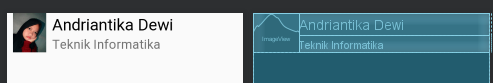 Andriantika Dewi
Teknik Informatika
Andriantika Dewi
ImageView
Teknik Informatika